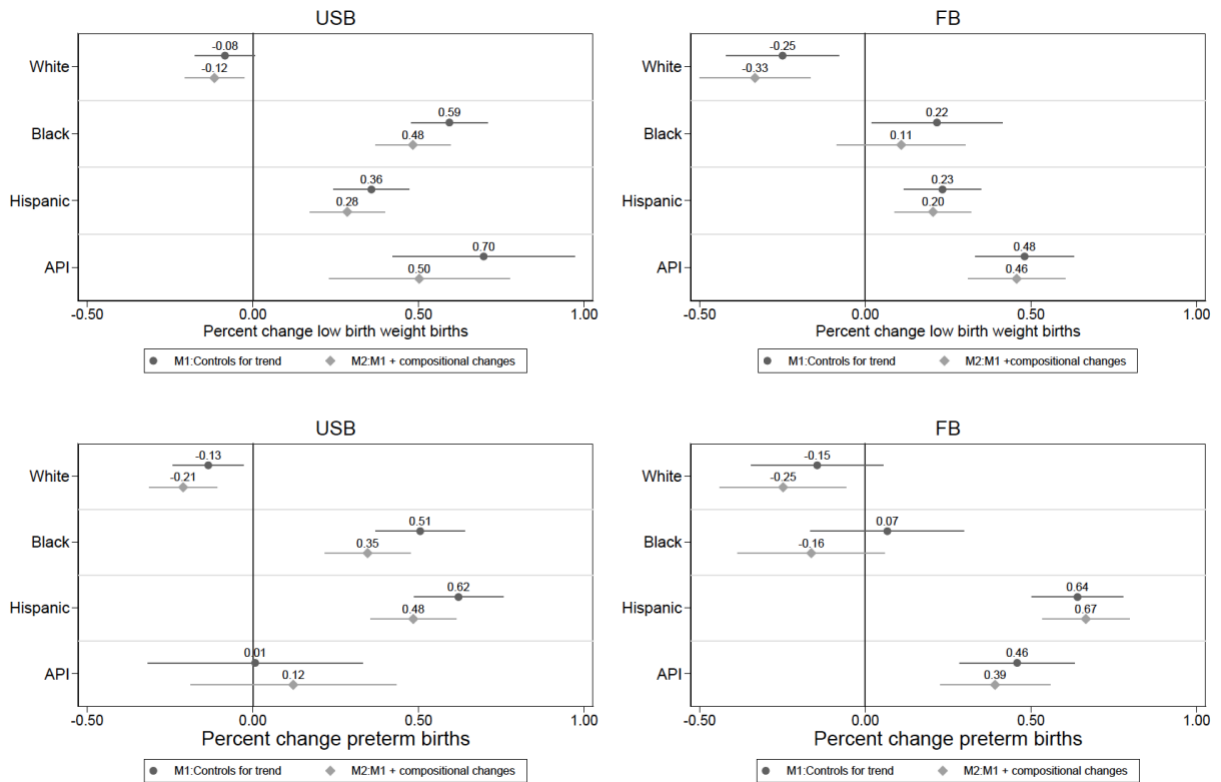 USB
-0.08
White
-0.12
0.59
Black
0.48
0.36
Hispanic
0.28
0.70
API
0.50
-0.50 0.00 0.50 1.00
Percent change low birth weight births
M1:Controls for trend M2:M1 + compositional changes
FB
-0.25
White
-0.33
0.22
Black
0.11
0.23
Hispanic
0.20
0.48
API
0.46
-0.50 0.00 0.50 1.00
Percent change low birth weight births
M1:Controls for trend M2:M1 +compositional changes
USB
-0.13
White
-0.21
0.51
Black
0.35
0.62
Hispanic
0.48
0.01
API
0.12
-0.50 0.00 0.50 1.00
Percent change preterm births
M1:Controls for trend M2:M1 + compositional changes
FB
-0.15
White
-0.25
0.07
Black
-0.16
0.64
Hispanic
0.67
0.46
API
0.39
-0.50 0.00 0.50 1.00
Percent change preterm births
M1:Controls for trend M2:M1 + compositional changes